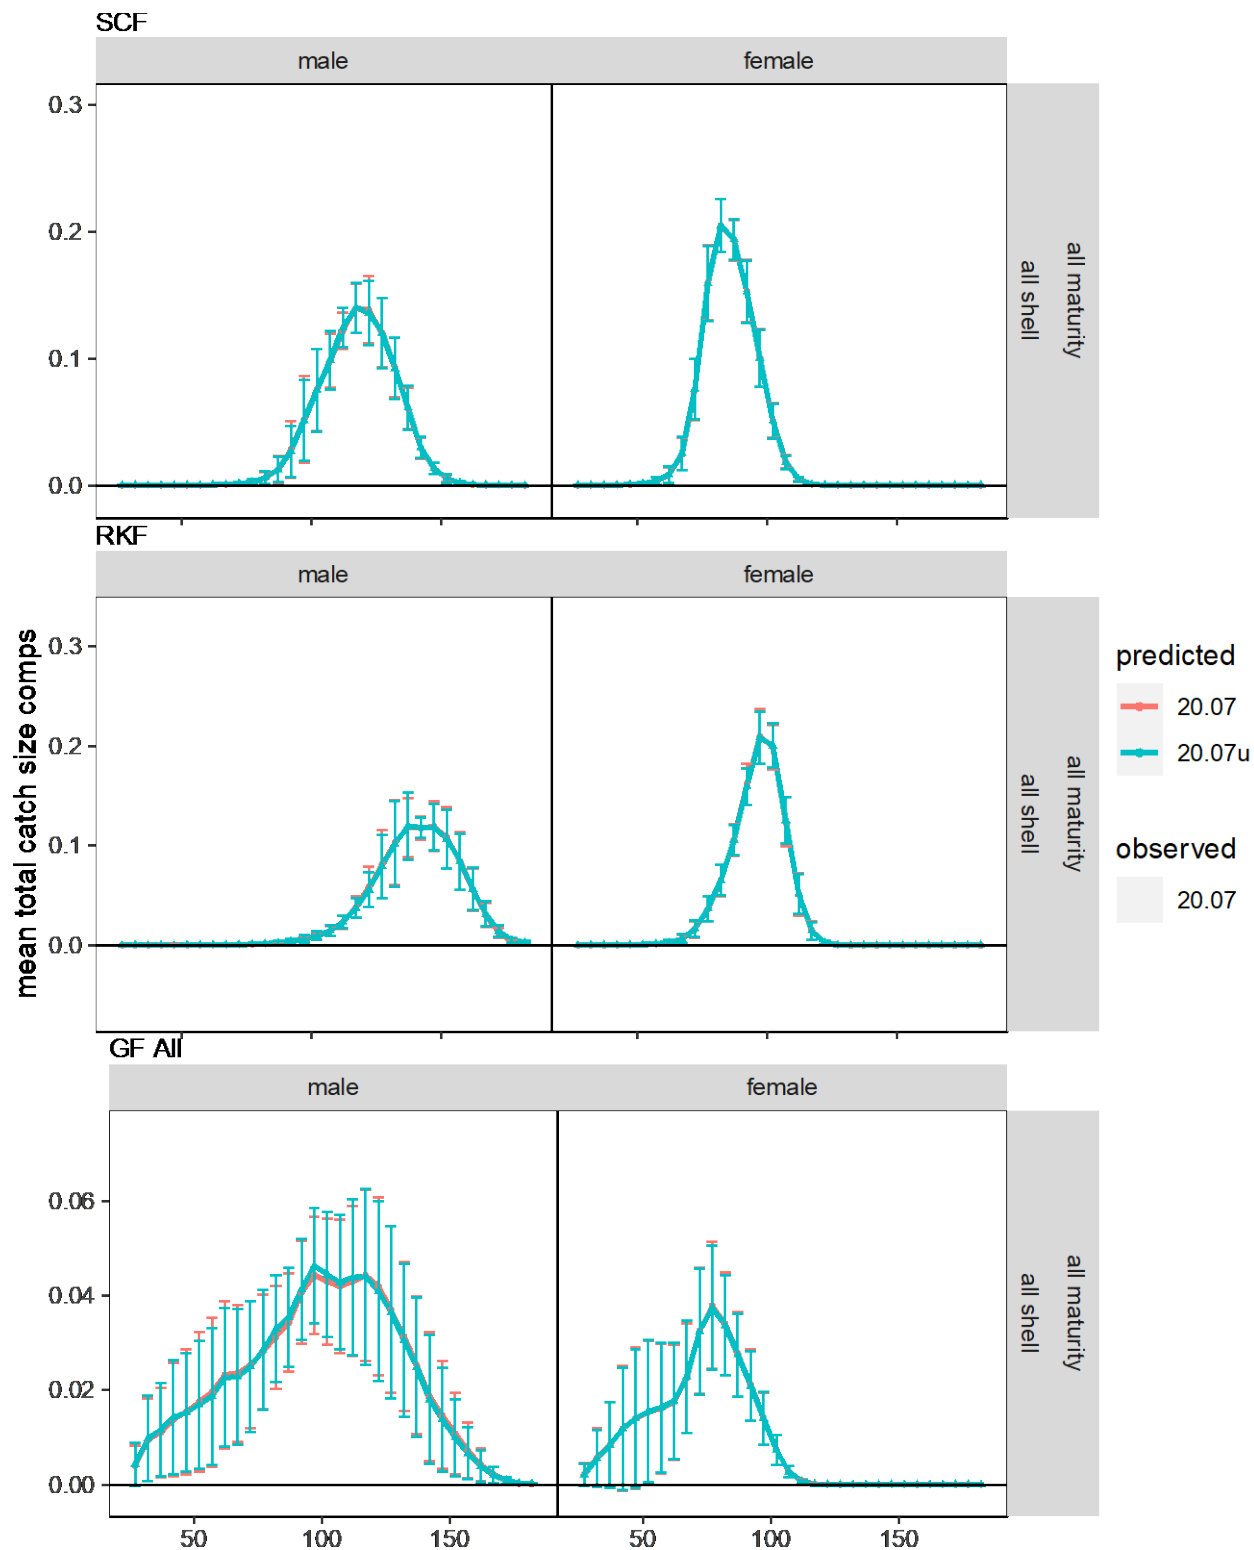 SCF
male
female
0.3
0.2
0.1
0.0
all maturity
all shell
RKF
male
female
0.3
0.2
0.1
0.0
all maturity
all shell
mean total catch size comps
GF All
male
female
0.06
0.04
0.02
0.00
all maturity
all shell
50
100
150
50
100
150
predicted
20.07
20.07u
observed
20.07